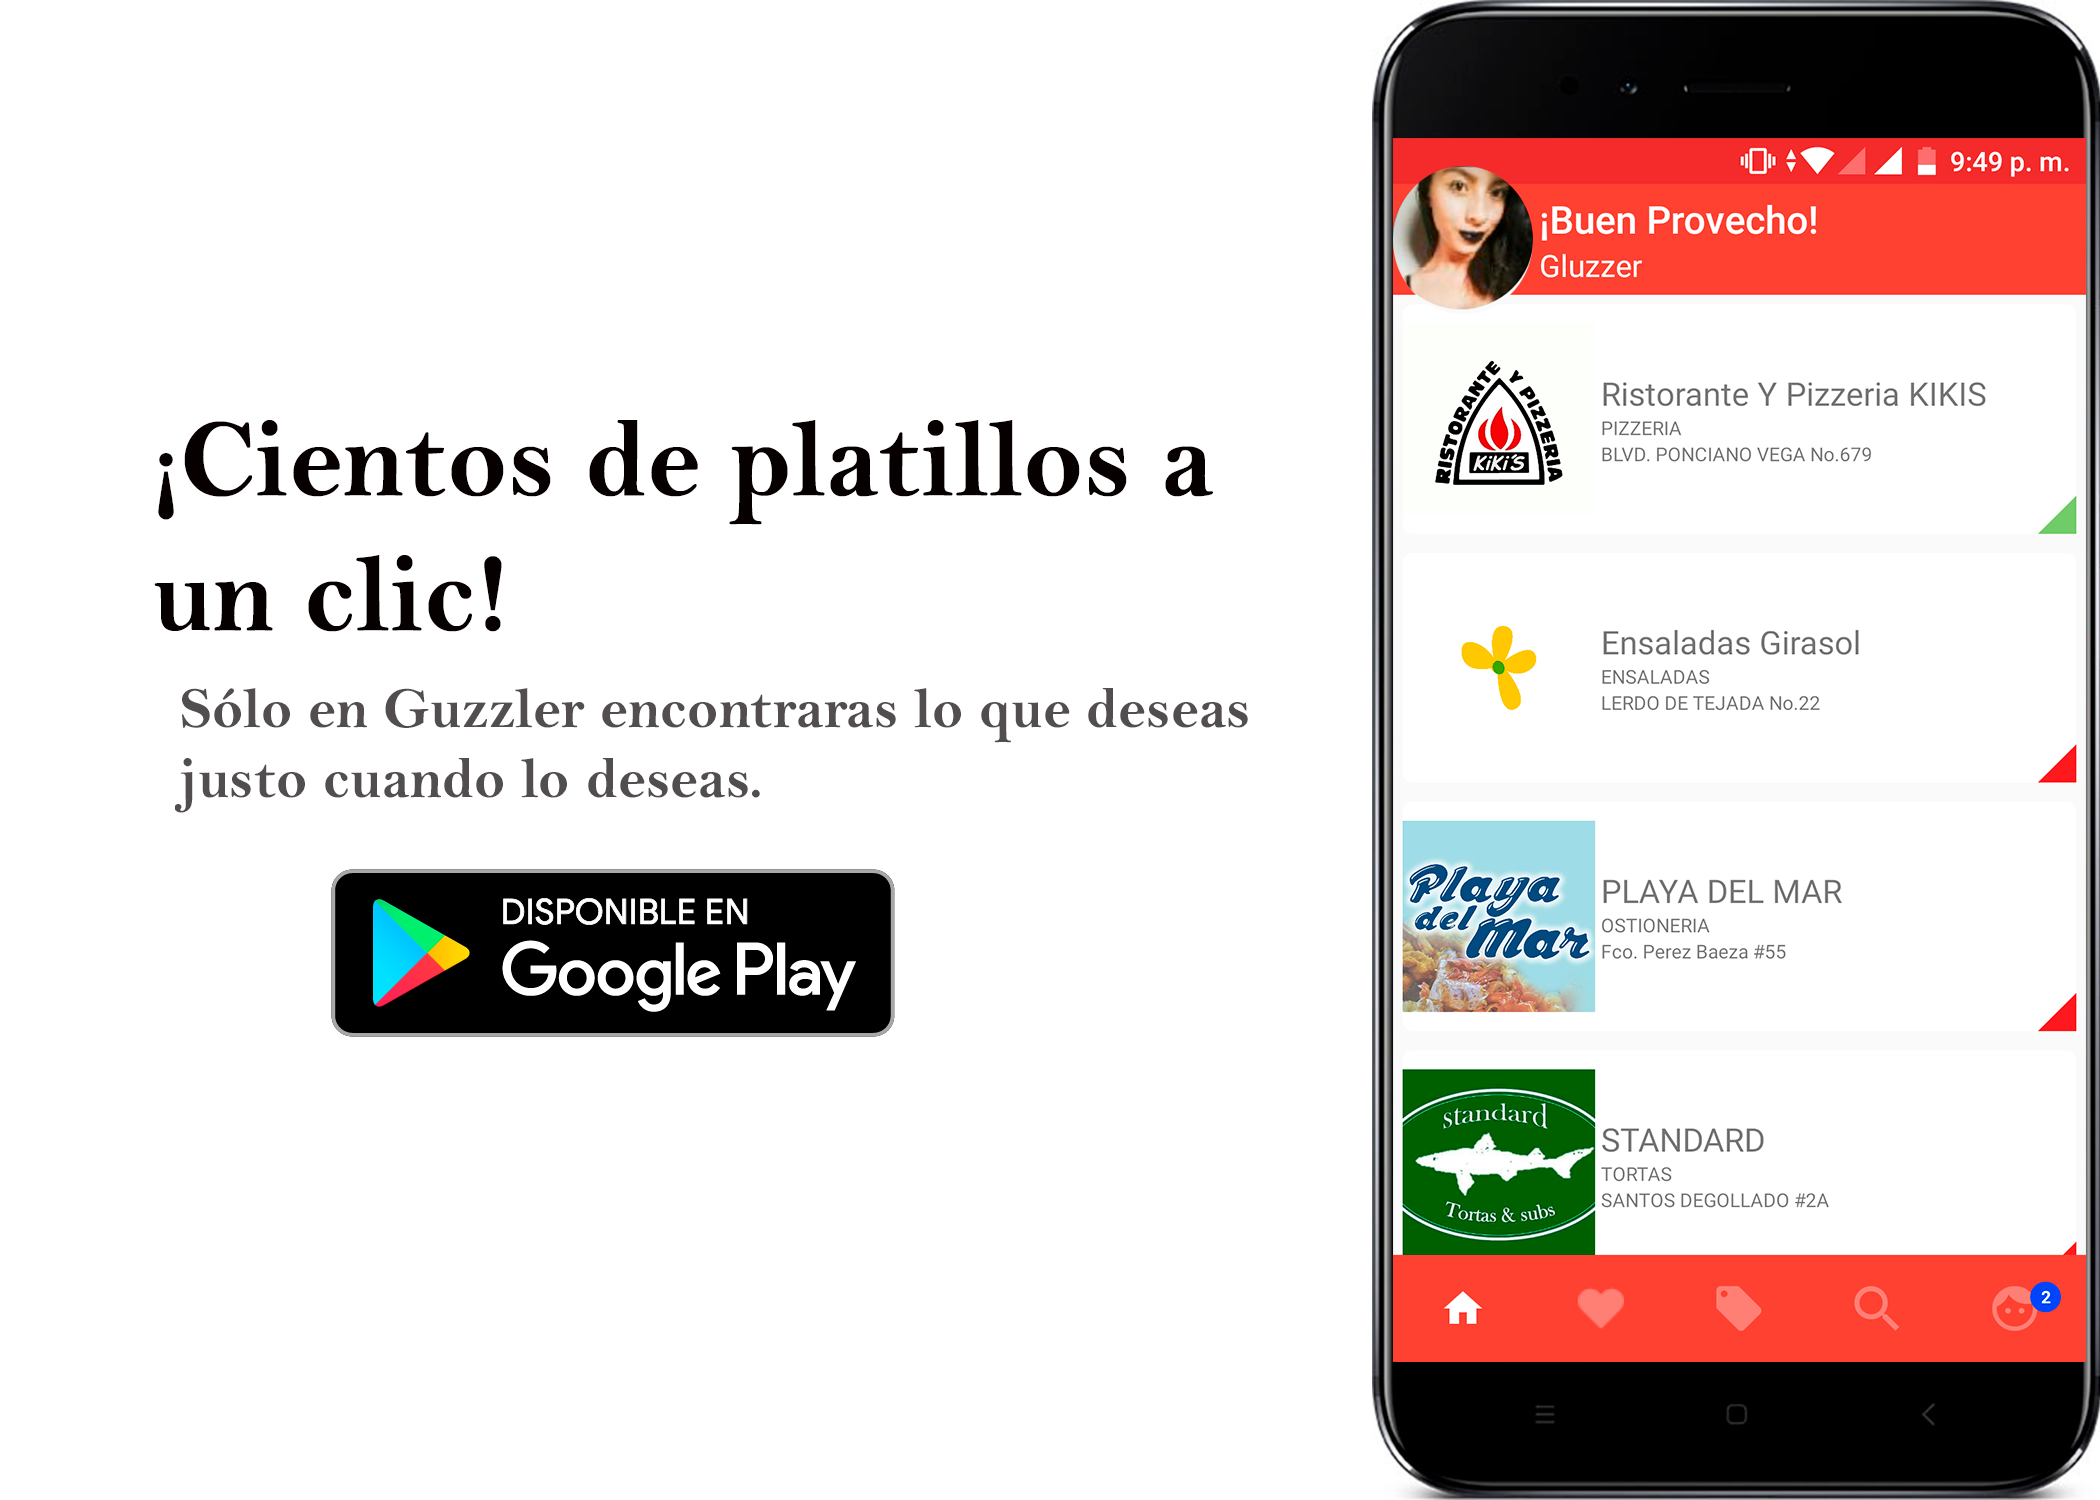 ¡Cientos de platillos a
un clic!
Sólo en Guzzler encontraras lo que deseas
justo cuando lo deseas.
DISPONIBLE EN
Google Play
9:49 p. m.
¡Buen Provecho!
Gluzzer
RISTORANTE Y PIZZERIA
KiKi'S
Ristorante Y Pizzeria KIKIS
PIZZERIA
BLVD. PONCIANO VEGA No.679
Ensaladas Girasol
ENSALADAS
LERDO DE TEJADA No.22
Playa
del Mar
PLAYA DEL MAR
OSTIONERIA
Fco. Perez Baeza #55
standard
Tortas & subs
STANDARD
TORTAS
SANTOS DEGOLLADO #2A
2